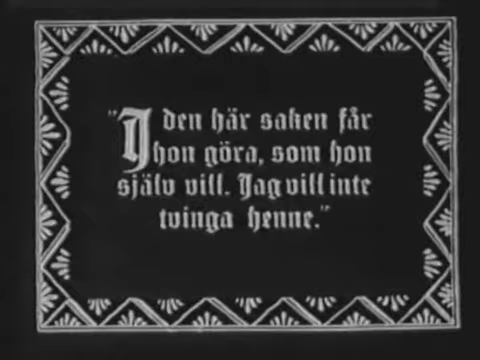 "I den här saken får
hon göra, som hon
själv vill. Jag vill inte
tvinga henne."